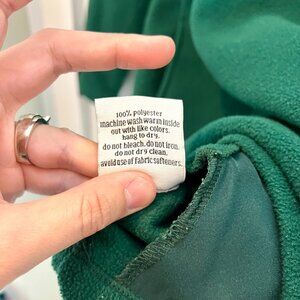 100% polyester
machine wash warm inside
out with like colors.
hang to dry.
do not bleach. do not iron.
do not dry clean.
avoid use of fabric softeners.